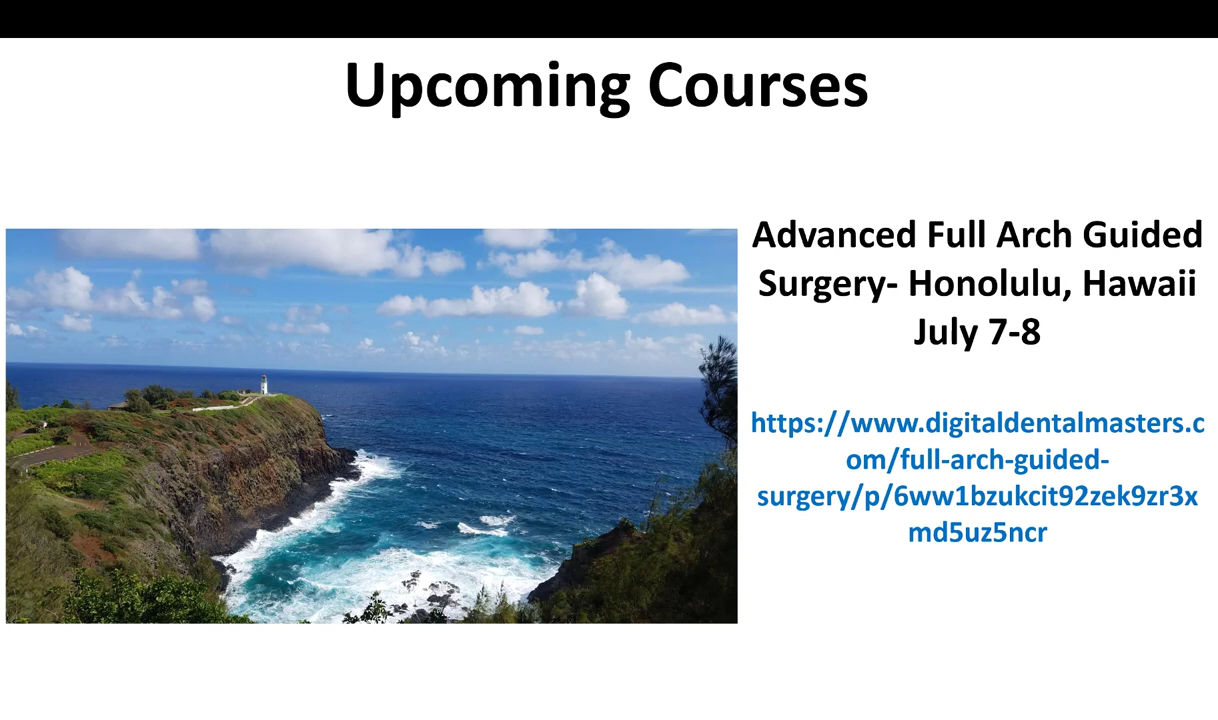 Upcoming Courses
Advanced Full Arch Guided
Surgery- Honolulu, Hawaii
July 7-8
https://www.digitaldentalmasters.c
om/full-arch-guided-
surgery/p/6ww1bzukcit92zek9zr3x
md5uz5ncr